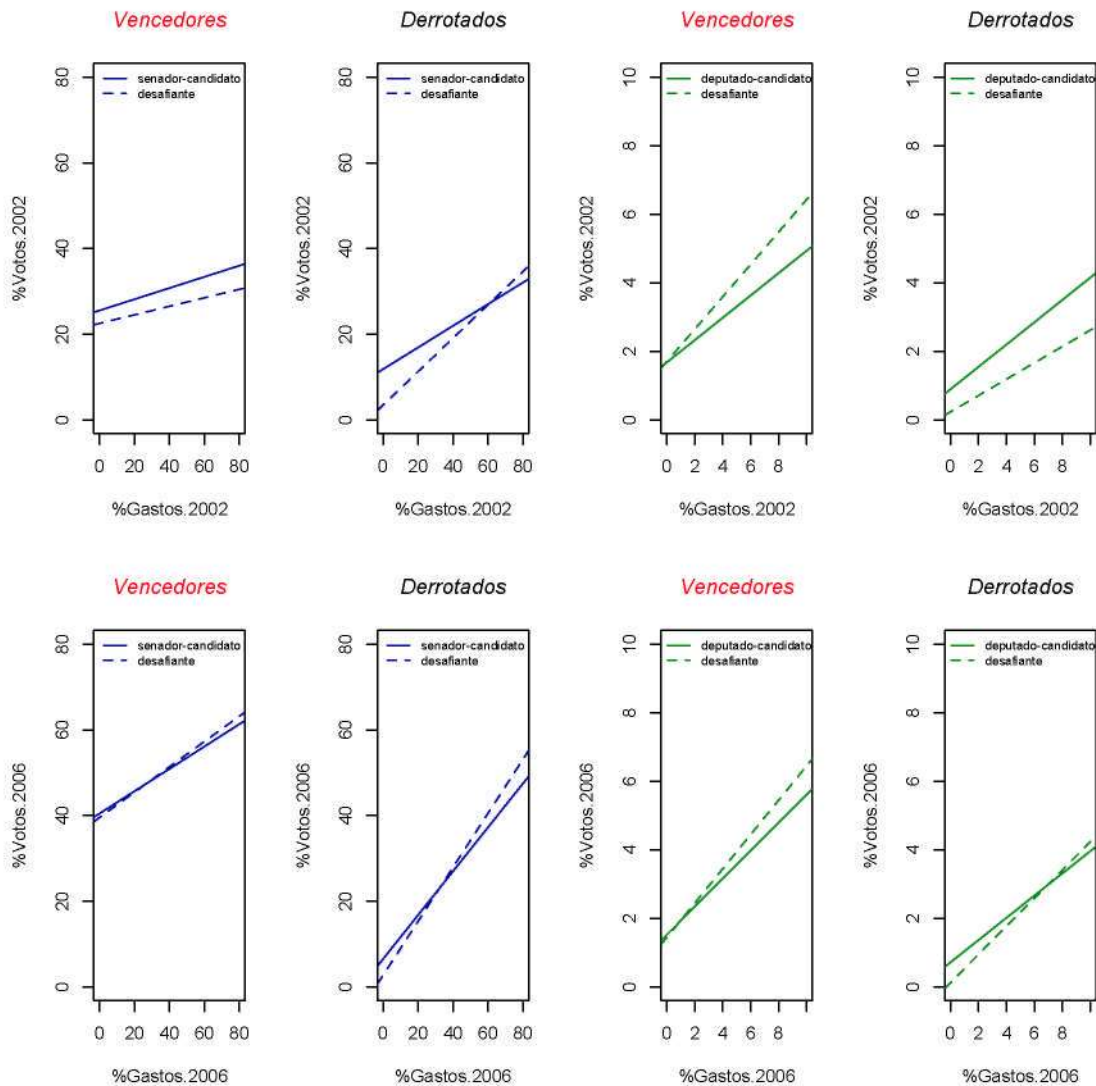 Vencedores
senador-candidato
desafiante
80
60
40
20
0
%Votos.2002
0 20 40 60 80
%Gastos.2002
Derrotados
senador-candidato
desafiante
80
60
40
20
0
%Votos.2002
0 20 40 60 80
%Gastos.2002
Vencedores
deputado-candidato
desafiante
10
8
6
4
2
0
%Votos.2002
0 2 4 6 8
%Gastos.2002
Derrotados
deputado-candidato
desafiante
10
8
6
4
2
0
%Votos.2002
0 2 4 6 8
%Gastos.2002
Vencedores
senador-candidato
desafiante
80
60
40
20
0
%Votos.2006
0 20 40 60 80
%Gastos.2006
Derrotados
senador-candidato
desafiante
80
60
40
20
0
%Votos.2006
0 20 40 60 80
%Gastos.2006
Vencedores
deputado-candidato
desafiante
10
8
6
4
2
0
%Votos.2006
0 2 4 6 8
%Gastos.2006
Derrotados
deputado-candidato
desafiante
10
8
6
4
2
0
%Votos.2006
0 2 4 6 8
%Gastos.2006